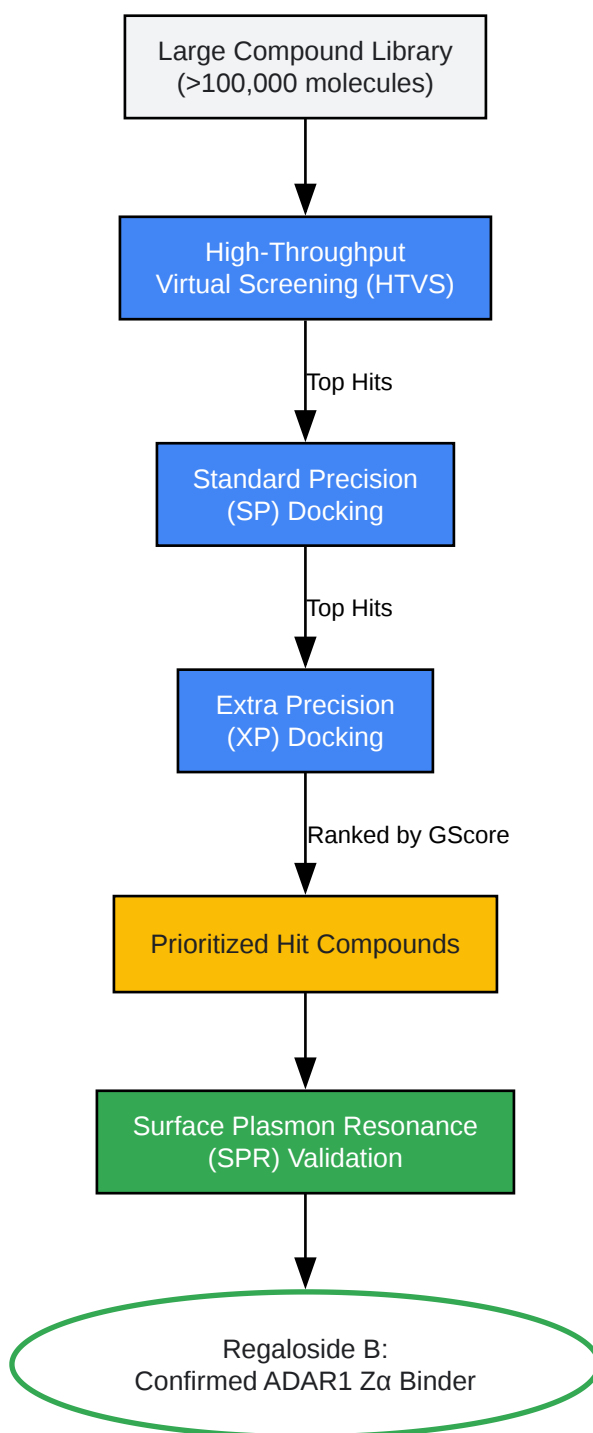 Large Compound Library
(>100,000 molecules)
High-Throughput
Virtual Screening (HTVS)
Top Hits
Standard Precision
(SP) Docking
Top Hits
Extra Precision
(XP) Docking
Ranked by GScore
Prioritized Hit Compounds
Surface Plasmon Resonance
(SPR) Validation
Regaloside B:
Confirmed ADAR1 Zα Binder